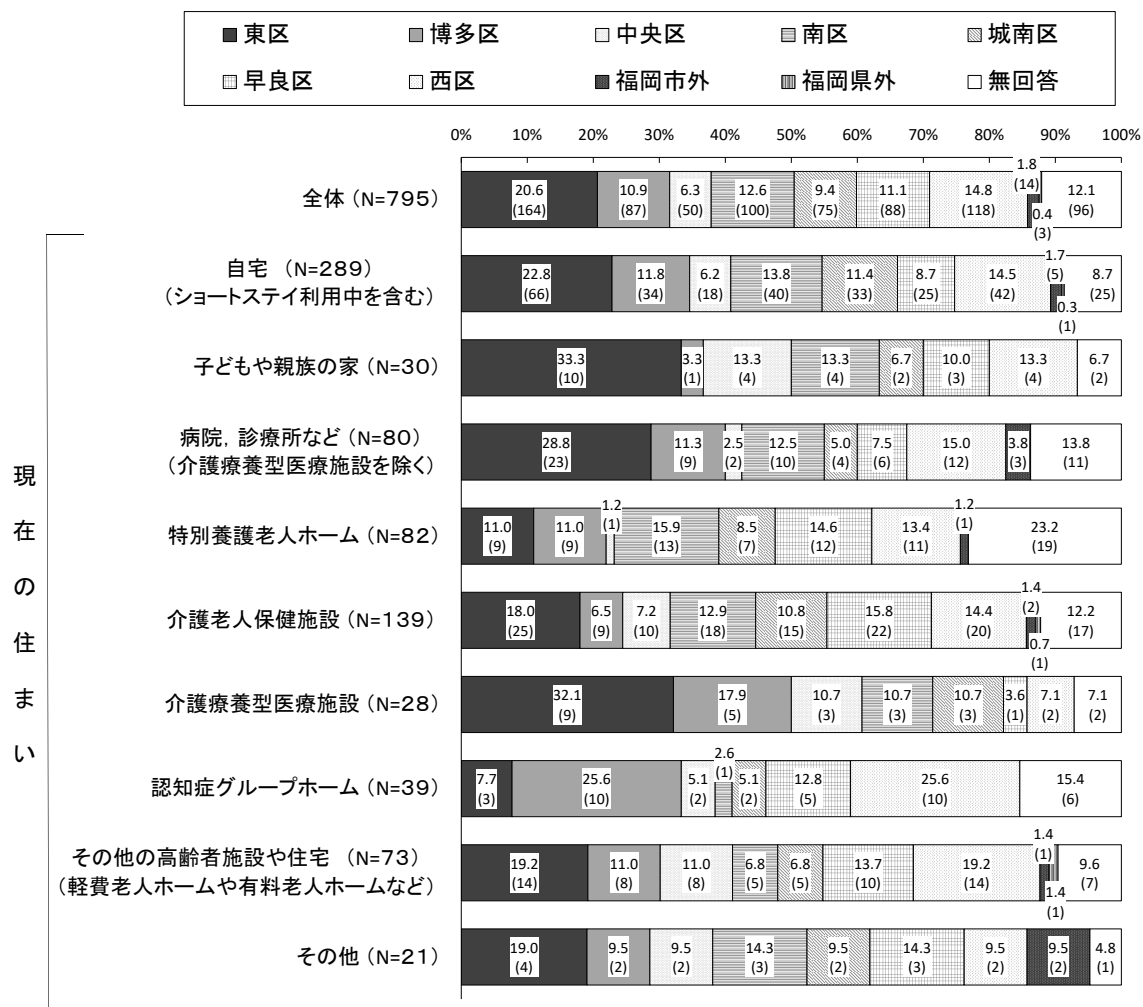 ■東区 ■博多区 □中央区 ■南区 ■城南区
□早良区 □西区 ■福岡市外 ■福岡県外 □無回答
0% 10% 20% 30% 40% 50% 60% 70% 80% 90% 100%
全体（N=795）
20.6 10.9 6.3 12.6 9.4 11.1 14.8 1.8 0.4 12.1
(164) (87) (50) (100) (75) (88) (118) (14) (3) (96)
自宅 （N=289）
（ショートステイ利用中を含む）
22.8 11.8 6.2 13.8 11.4 8.7 14.5 1.7 0.3 8.7
(66) (34) (18) (40) (33) (25) (42) (5) (1) (25)
子どもや親族の家（N=30）
33.3 3.3 13.3 13.3 6.7 10.0 13.3 6.7
(10) (1) (4) (4) (2) (3) (4) (2)
病院，診療所など（N=80）
（介護療養型医療施設を除く）
28.8 11.3 2.5 12.5 5.0 7.5 15.0 3.8 13.8
(23) (9) (2) (10) (4) (6) (12) (3) (11)
特別養護老人ホーム（N=82）
11.0 11.0 1.2 15.9 8.5 14.6 13.4 1.2 23.2
(9) (9) (1) (13) (7) (12) (11) (1) (19)
介護老人保健施設（N=139）
18.0 6.5 7.2 12.9 10.8 15.8 14.4 1.4 0.7 12.2
(25) (9) (10) (18) (15) (22) (20) (2) (1) (17)
介護療養型医療施設（N=28）
32.1 17.9 10.7 10.7 10.7 3.6 7.1 7.1
(9) (5) (3) (3) (3) (1) (2) (2)
認知症グループホーム（N=39）
7.7 25.6 5.1 2.6 5.1 12.8 25.6 15.4
(3) (10) (2) (1) (2) (5) (10) (6)
その他の高齢者施設や住宅 （N=73）
（軽費老人ホームや有料老人ホームなど）
19.2 11.0 11.0 6.8 6.8 13.7 19.2 1.4 1.4 9.6
(14) (8) (8) (5) (5) (10) (14) (1) (1) (7)
その他（N=21）
19.0 9.5 9.5 14.3 9.5 14.3 9.5 9.5 4.8
(4) (2) (2) (3) (2) (3) (2) (2) (1)
現在の住まい